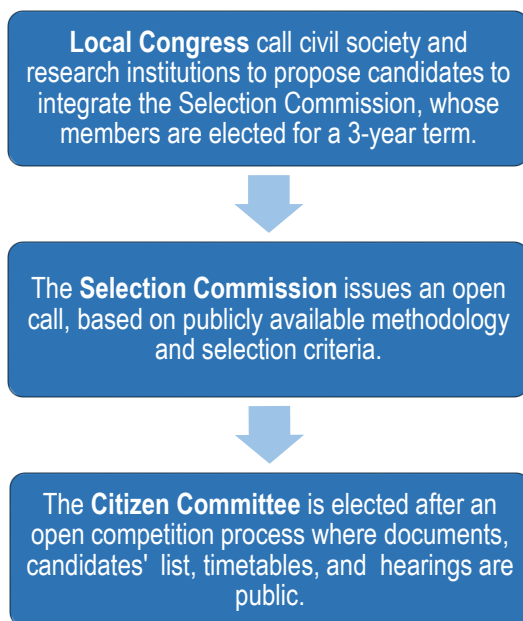 Local Congress call civil society and
research institutions to propose candidates to
integrate the Selection Commission, whose
members are elected for a 3-year term.
The Selection Commission issues an open
call, based on publicly available methodology
and selection criteria.
The Citizen Committee is elected after an
open competition process where documents,
candidates' list, timetables, and hearings are
public.